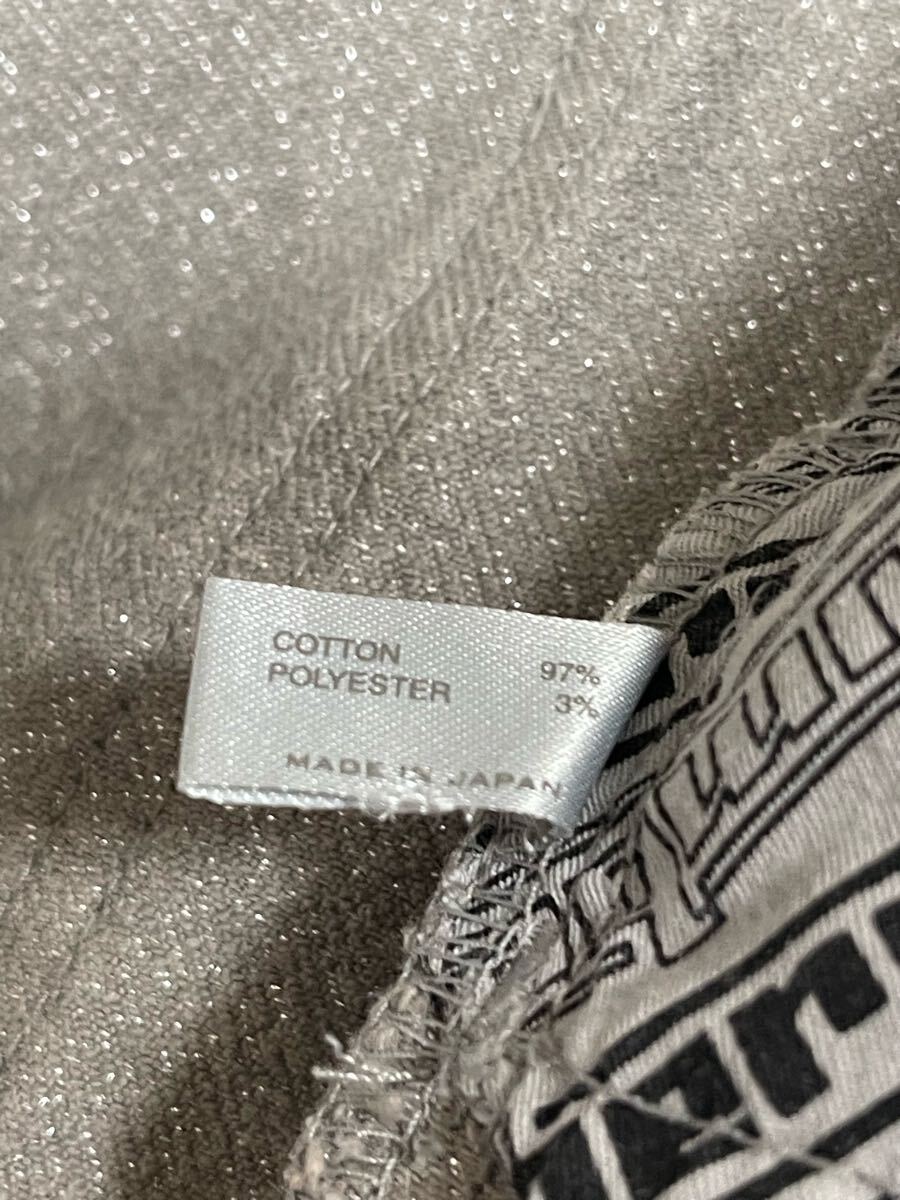 COTTON 97%
POLYESTER 3%
MADE IN JAPAN